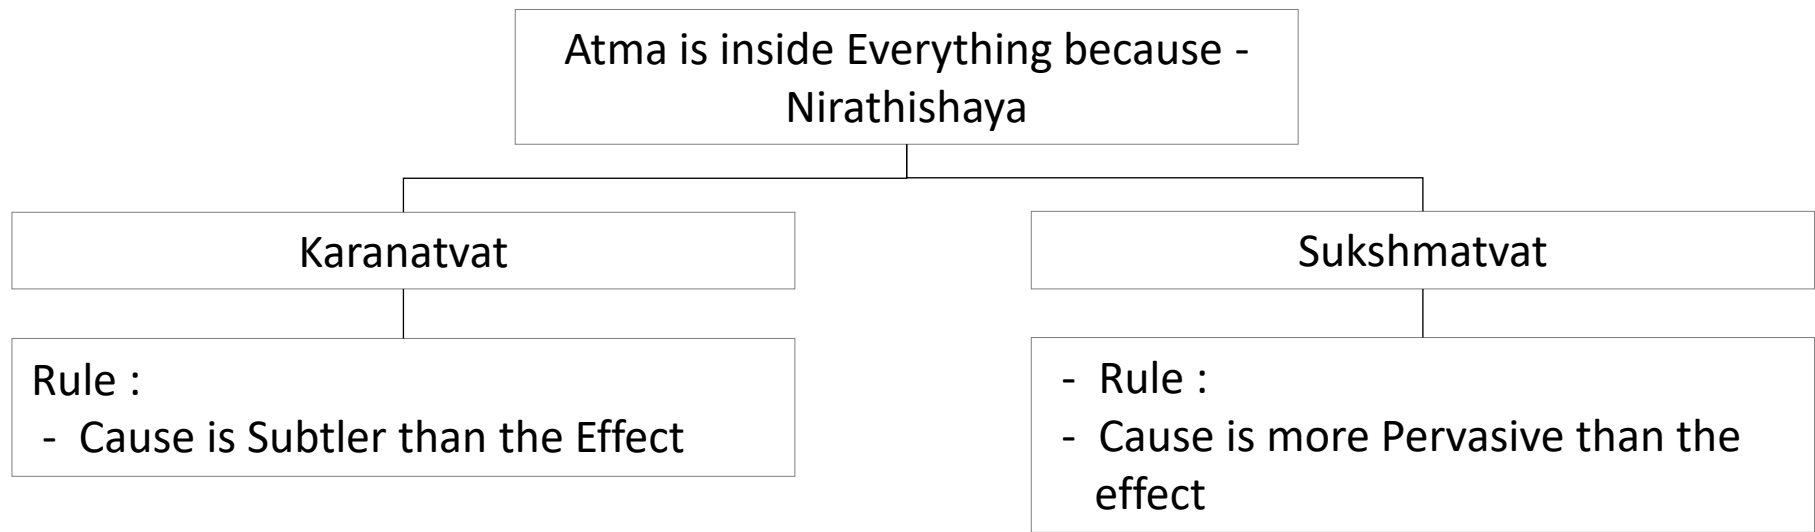 Atma is inside Everything because -
Nirathishaya
Karanatvat
Sukshmatvat
Rule :
- Cause is Subtler than the Effect
- Rule :
- Cause is more Pervasive than the
effect